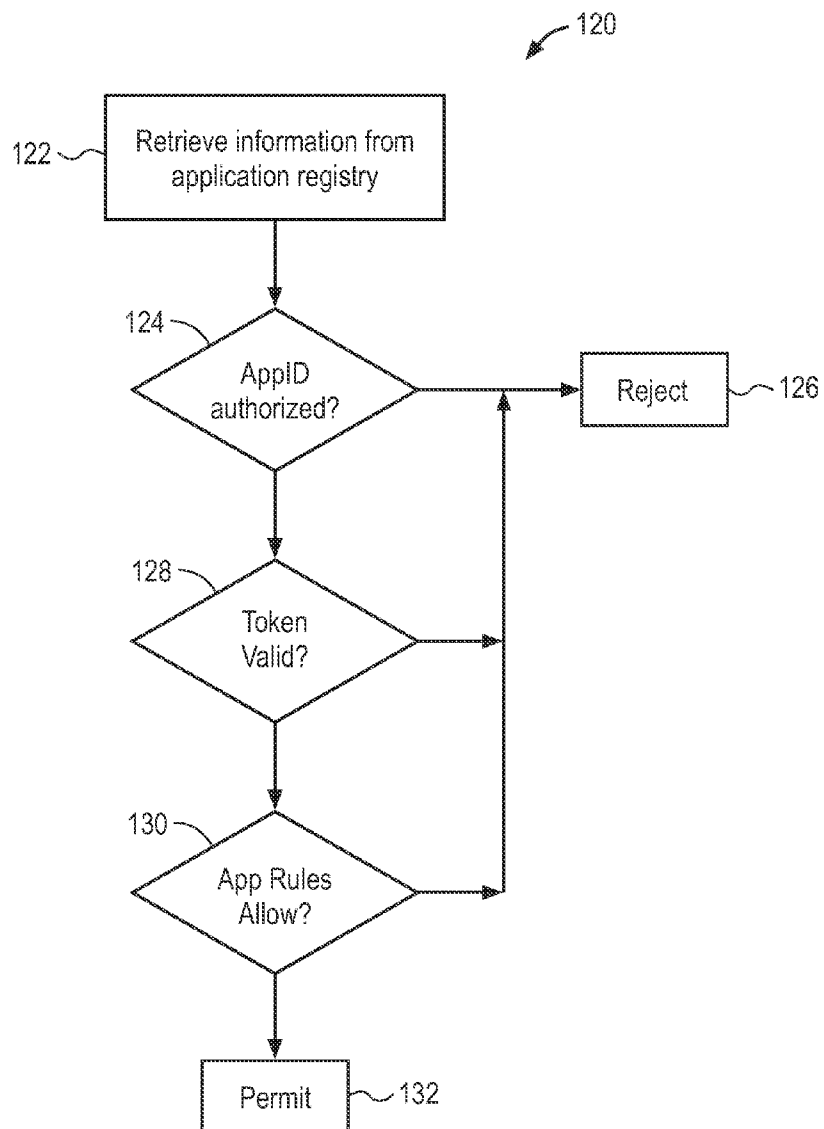 120
122
Retrieve information from
application registry
124
AppID
authorized?
Reject
126
128
Token
Valid?
130
App Rules
Allow?
Permit
132